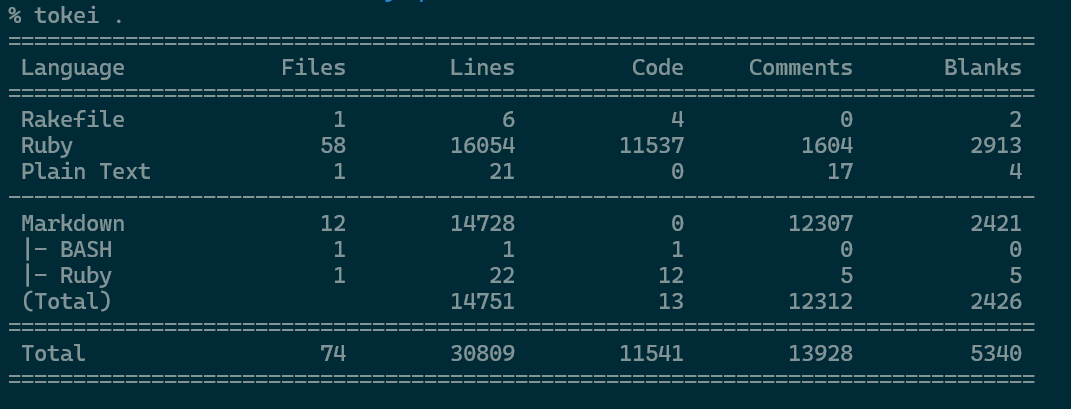 % tokei .
===============================================================================
 Language            Files        Lines         Code     Comments       Blanks
===============================================================================
 Rakefile                1            6            4            0            2
 Ruby                   58        16054        11537         1604         2913
 Plain Text              1           21            0           17            4
-------------------------------------------------------------------------------
 Markdown               12        14728            0        12307         2421
 |- BASH                 1            1            1            0            0
 |- Ruby                 1           22           12            5            5
 (Total)                          14751           13        12312         2426
===============================================================================
 Total                  74        30809        11541        13928         5340
===============================================================================